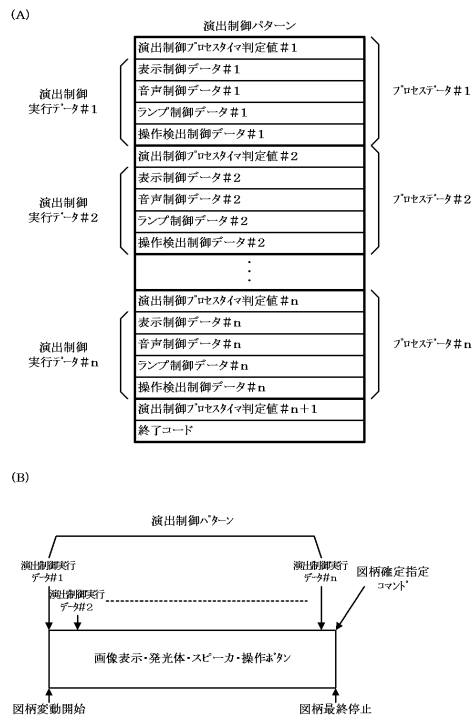 (A)
演出制御パターン
演出制御プロセスタイマ判定値#1
表示制御データ#1
音声制御データ#1
ランプ制御データ#1
操作検出制御データ#1
演出制御
実行データ#1
プロセスデータ#1
演出制御プロセスタイマ判定値#2
表示制御データ#2
音声制御データ#2
ランプ制御データ#2
操作検出制御データ#2
演出制御
実行データ#2
プロセスデータ#2
⋮
演出制御プロセスタイマ判定値#n
表示制御データ#n
音声制御データ#n
ランプ制御データ#n
操作検出制御データ#n
演出制御
実行データ#n
プロセスデータ#n
演出制御プロセスタイマ判定値#n+1
終了コード
(B)
演出制御パターン
演出制御実行
データ#1
演出制御実行
データ#2
演出制御実行
データ#n
図柄確定指定
コマンド
画像表示・発光体・スピーカ・操作ボタン
図柄変動開始
図柄最終停止